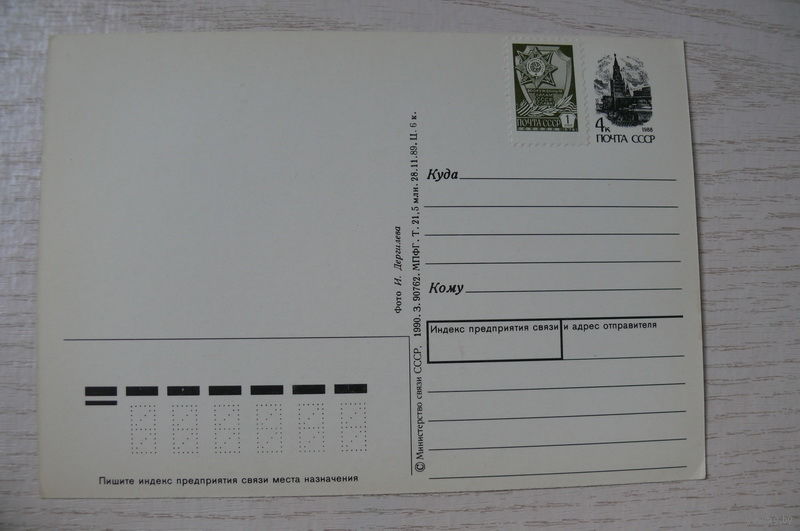 1
ПОЧТА СССР
4к
1988
ПОЧТА СССР
Куда
Кому
Индекс предприятия связи и адрес отправителя
Фото И. Дергилева
© Министерство связи СССР. 1990. З. 90762. МПФГ. Т. 21,5 млн. 28.11.89. Ц. 6 к.
Пишите индекс предприятия связи места назначения